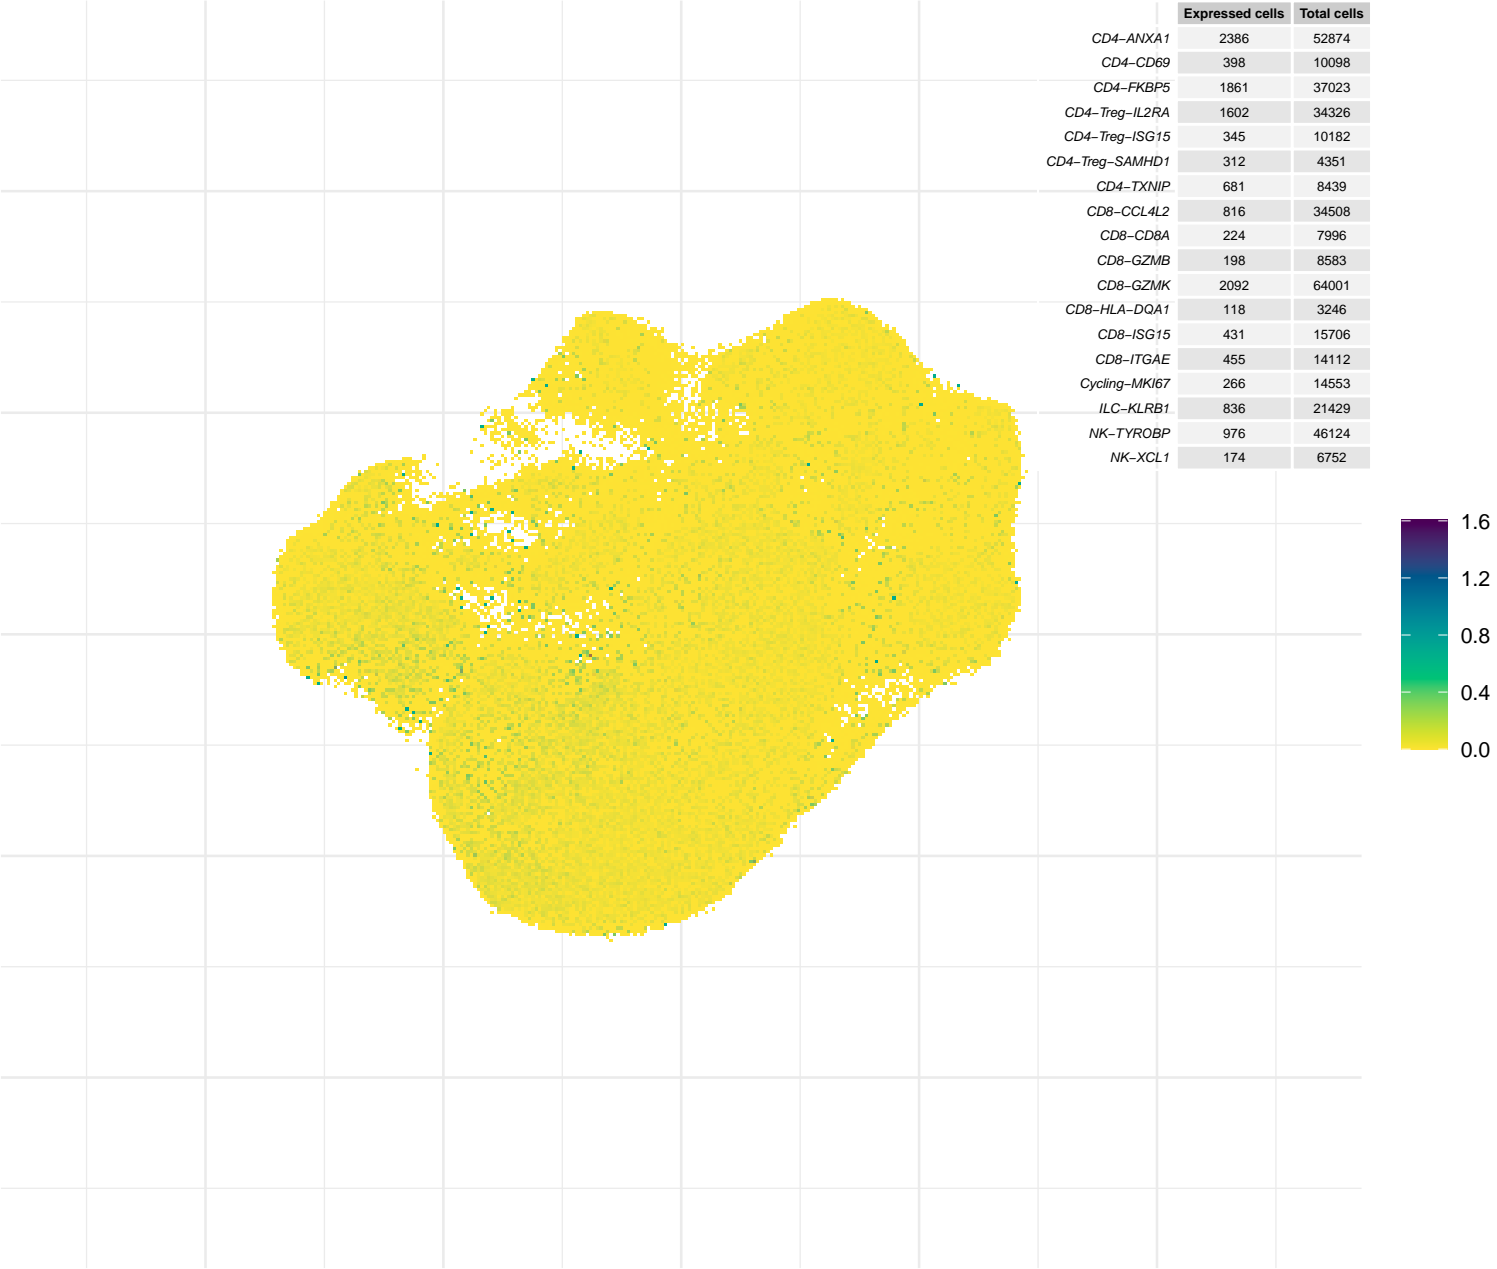 Expressed cells Total cells
CD4−ANXA1 2386 52874
CD4−CD69 398 10098
CD4−FKBP5 1861 37023
CD4−Treg−IL2RA 1602 34326
CD4−Treg−ISG15 345 10182
CD4−Treg−SAMHD1 312 4351
CD4−TXNIP 681 8439
CD8−CCL4L2 816 34508
CD8−CD8A 224 7996
CD8−GZMB 198 8583
CD8−GZMK 2092 64001
CD8−HLA−DQA1 118 3246
CD8−ISG15 431 15706
CD8−ITGAE 455 14112
Cycling−MKI67 266 14553
ILC−KLRB1 836 21429
NK−TYROBP 976 46124
NK−XCL1 174 6752
1.6
1.2
0.8
0.4
0.0